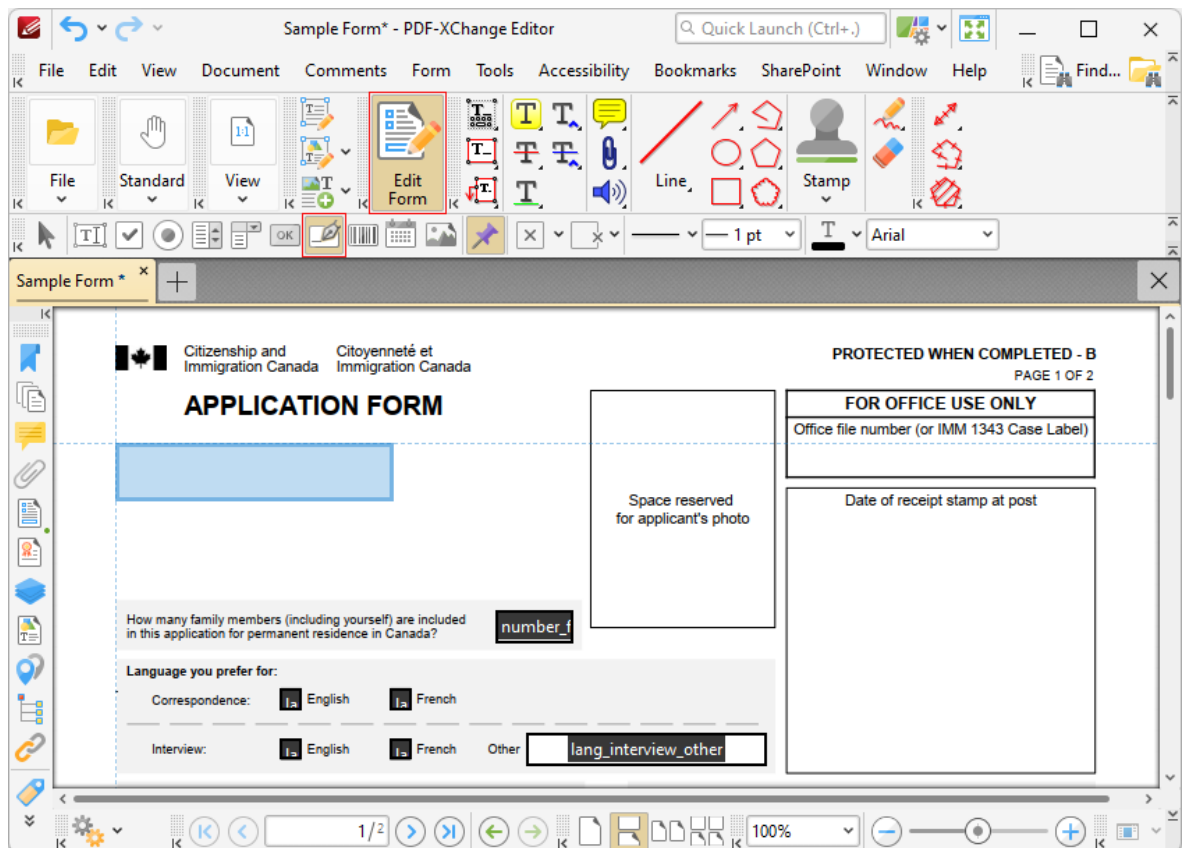 Sample Form* - PDF-XChange Editor
Quick Launch (Ctrl+.)
File Edit View Document Comments Form Tools Accessibility Bookmarks SharePoint Window Help
Find...
File
Standard
View
Edit
Form
Line
Stamp
OK
1 pt
Arial
Sample Form *
Citizenship and
Immigration Canada
Citoyenneté et
Immigration Canada
PROTECTED WHEN COMPLETED - B
PAGE 1 OF 2
APPLICATION FORM
FOR OFFICE USE ONLY
Office file number (or IMM 1343 Case Label)
Space reserved
for applicant's photo
Date of receipt stamp at post
How many family members (including yourself) are included
in this application for permanent residence in Canada?
number_f
Language you prefer for:
Correspondence: la English la French
Interview: la English la French Other lang_interview_other
1/2
100%